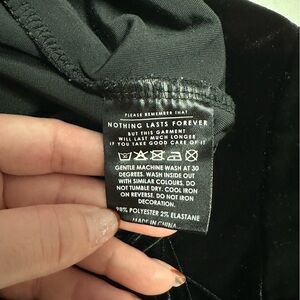 PLEASE REMEMBER THAT
NOTHING LASTS FOREVER
BUT THIS GARMENT
WILL LAST MUCH LONGER
IF YOU TAKE GOOD CARE OF IT
GENTLE MACHINE WASH AT 30
DEGREES. WASH INSIDE OUT
WITH SIMILAR COLOURS. DO
NOT TUMBLE DRY. COOL IRON
ON REVERSE. DO NOT IRON
DECORATION.
98% POLYESTER 2% ELASTANE
MADE IN CHINA